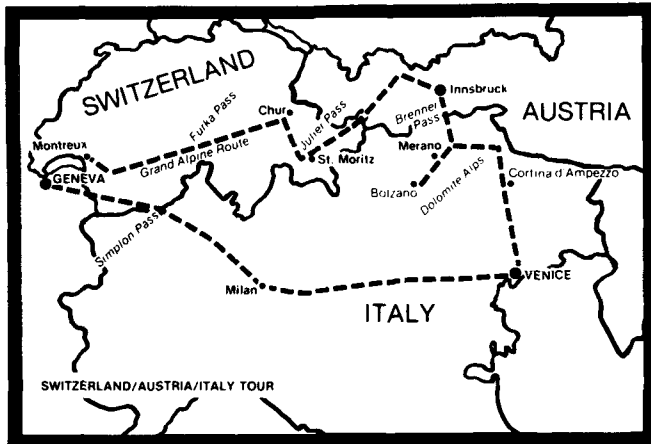 SWITZERLAND
Innsbruck
AUSTRIA
Chur
Furka Pass
Julier Pass
Brenner
Pass
Montreux
Grand Alpine Route
St. Moritz
Merano
GENEVA
Bolzano
Dolomite Alps
Cortina d Ampezzo
Simplon Pass
VENICE
Milan
ITALY
SWITZERLAND/AUSTRIA/ITALY TOUR